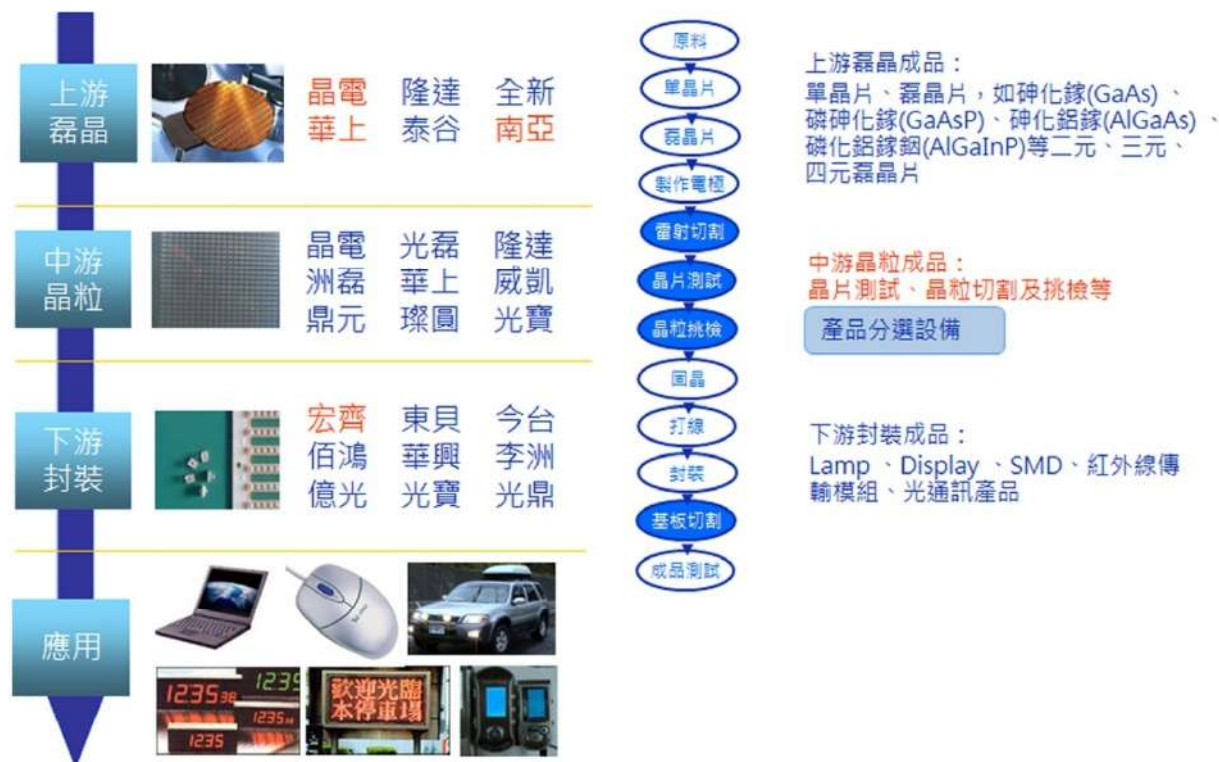 上游
磊晶
晶電 隆達 全新
華上 泰谷 南亞
中游
晶粒
晶電 光磊 隆達
洲磊 華上 威凱
鼎元 璨圓 光寶
下游
封裝
宏齊 東貝 今台
佰鴻 華興 李洲
億光 光寶 光鼎
應用
12:35 38
12:35
12:35
12:35
歡迎光臨
本停車場
原料
單晶片
磊晶片
製作電極
雷射切割
晶片測試
晶粒挑檢
固晶
打線
封裝
基板切割
成品測試
上游磊晶成品：
單晶片、磊晶片，如砷化鎵(GaAs) 、
磷砷化鎵(GaAsP)、砷化鋁鎵(AlGaAs) 、
磷化鋁鎵銦(AlGaInP)等二元、三元、
四元磊晶片
中游晶粒成品：
晶片測試、晶粒切割及挑檢等
產品分選設備
下游封裝成品：
Lamp 、Display 、SMD、紅外線傳
輸模組、光通訊產品